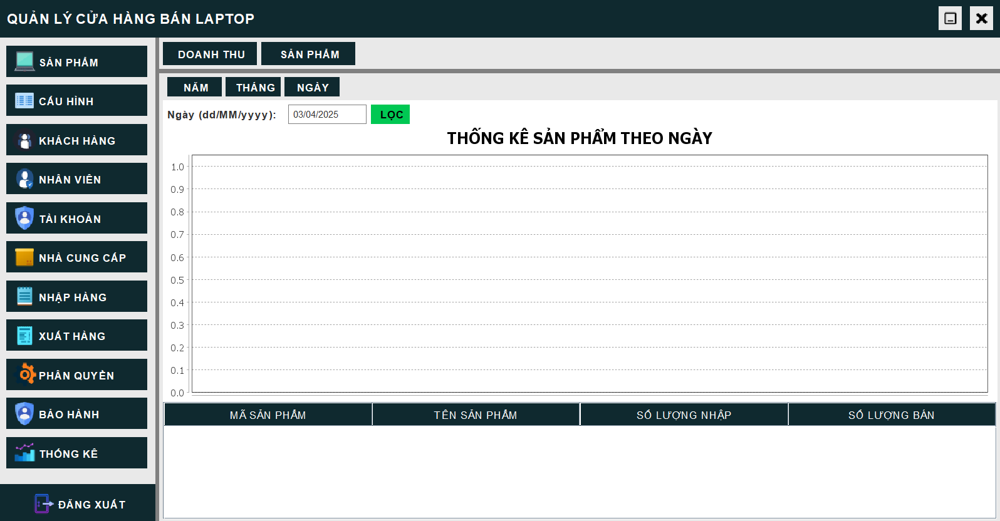 QUẢN LÝ CỬA HÀNG BÁN LAPTOP
SẢN PHẨM
CẤU HÌNH
KHÁCH HÀNG
NHÂN VIÊN
TÀI KHOẢN
NHÀ CUNG CẤP
NHẬP HÀNG
XUẤT HÀNG
PHÂN QUYỀN
BẢO HÀNH
THỐNG KÊ
ĐĂNG XUẤT
DOANH THU SẢN PHẨM
NĂM THÁNG NGÀY
Ngày (dd/MM/yyyy): 03/04/2025 LỌC
THỐNG KÊ SẢN PHẨM THEO NGÀY
1.0
0.9
0.8
0.7
0.6
0.5
0.4
0.3
0.2
0.1
0.0
MÃ SẢN PHẨM TÊN SẢN PHẨM SỐ LƯỢNG NHẬP SỐ LƯỢNG BÁN